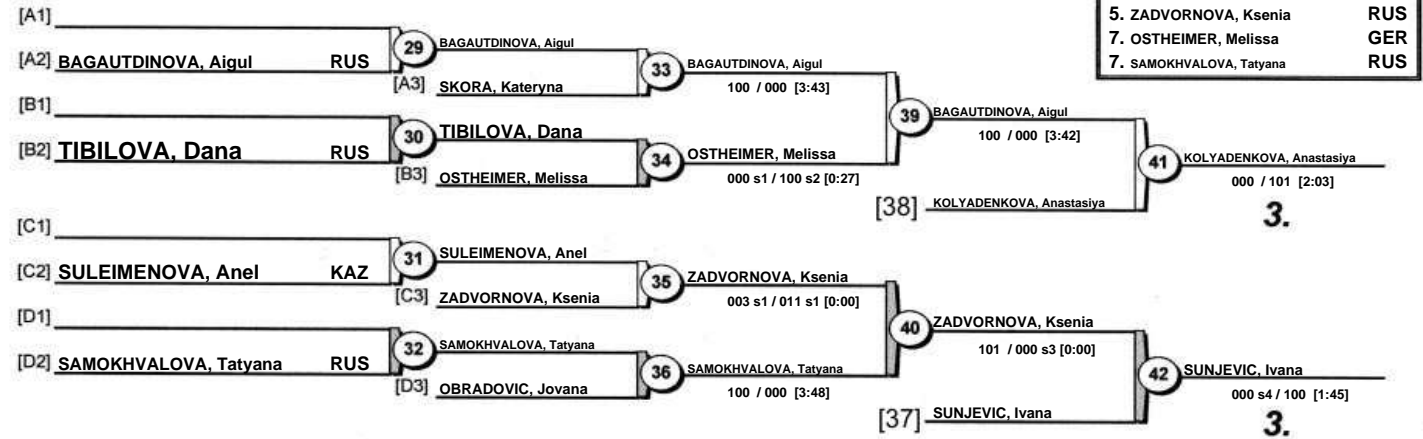 5. ZADVORNOVA, Ksenia RUS
7. OSTHEIMER, Melissa GER
7. SAMOKHVALOVA, Tatyana RUS
[A1]
[A2] BAGAUTDINOVA, Aigul RUS
29
BAGAUTDINOVA, Aigul
[A3] SKORA, Kateryna
33
BAGAUTDINOVA, Aigul
100 / 000 [3:43]
[B1]
[B2] TIBILOVA, Dana RUS
30
TIBILOVA, Dana
[B3] OSTHEIMER, Melissa
34
OSTHEIMER, Melissa
000 s1 / 100 s2 [0:27]
39
BAGAUTDINOVA, Aigul
100 / 000 [3:42]
[38] KOLYADENKOVA, Anastasiya
41
KOLYADENKOVA, Anastasiya
000 / 101 [2:03]
3.
[C1]
[C2] SULEIMENOVA, Anel KAZ
31
SULEIMENOVA, Anel
[C3] ZADVORNOVA, Ksenia
35
ZADVORNOVA, Ksenia
003 s1 / 011 s1 [0:00]
[D1]
[D2] SAMOKHVALOVA, Tatyana RUS
32
SAMOKHVALOVA, Tatyana
[D3] OBRADOVIC, Jovana
36
SAMOKHVALOVA, Tatyana
100 / 000 [3:48]
40
ZADVORNOVA, Ksenia
101 / 000 s3 [0:00]
[37] SUNJEVIC, Ivana
42
SUNJEVIC, Ivana
000 s4 / 100 [1:45]
3.